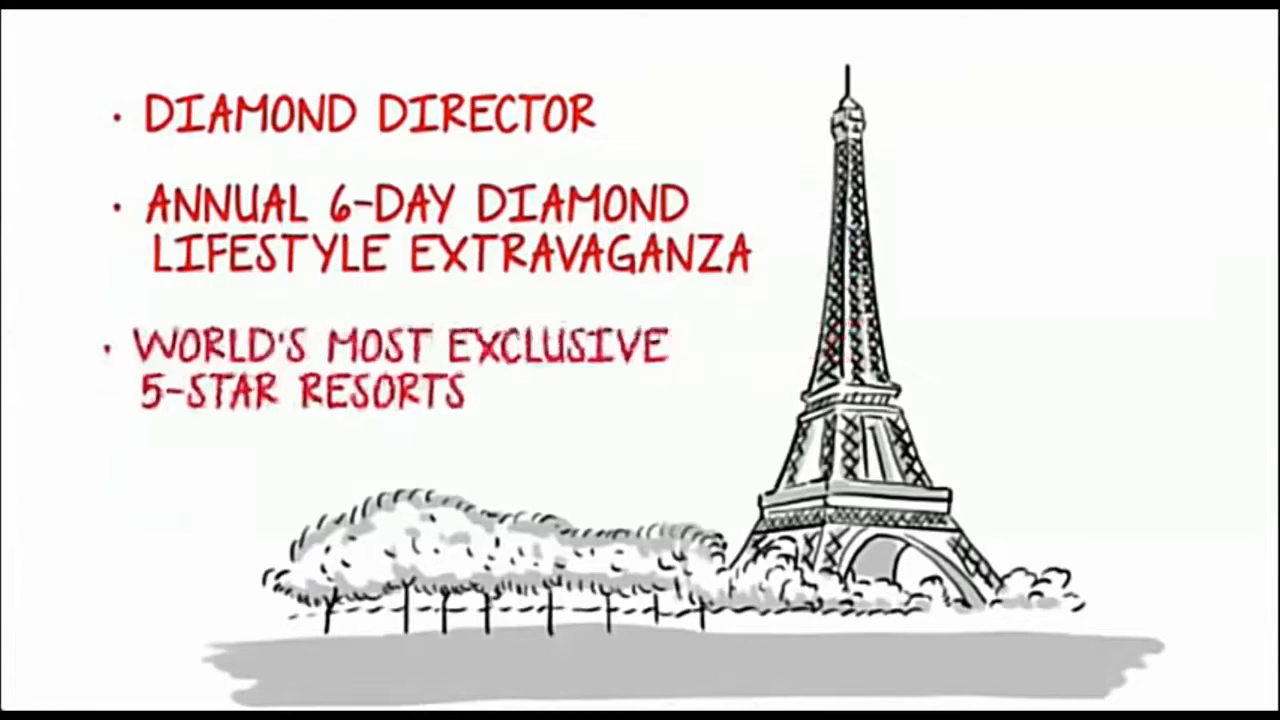 · DIAMOND DIRECTOR
· ANNUAL 6-DAY DIAMOND
LIFESTYLE EXTRAVAGANZA
· WORLD'S MOST EXCLUSIVE
5-STAR RESORTS